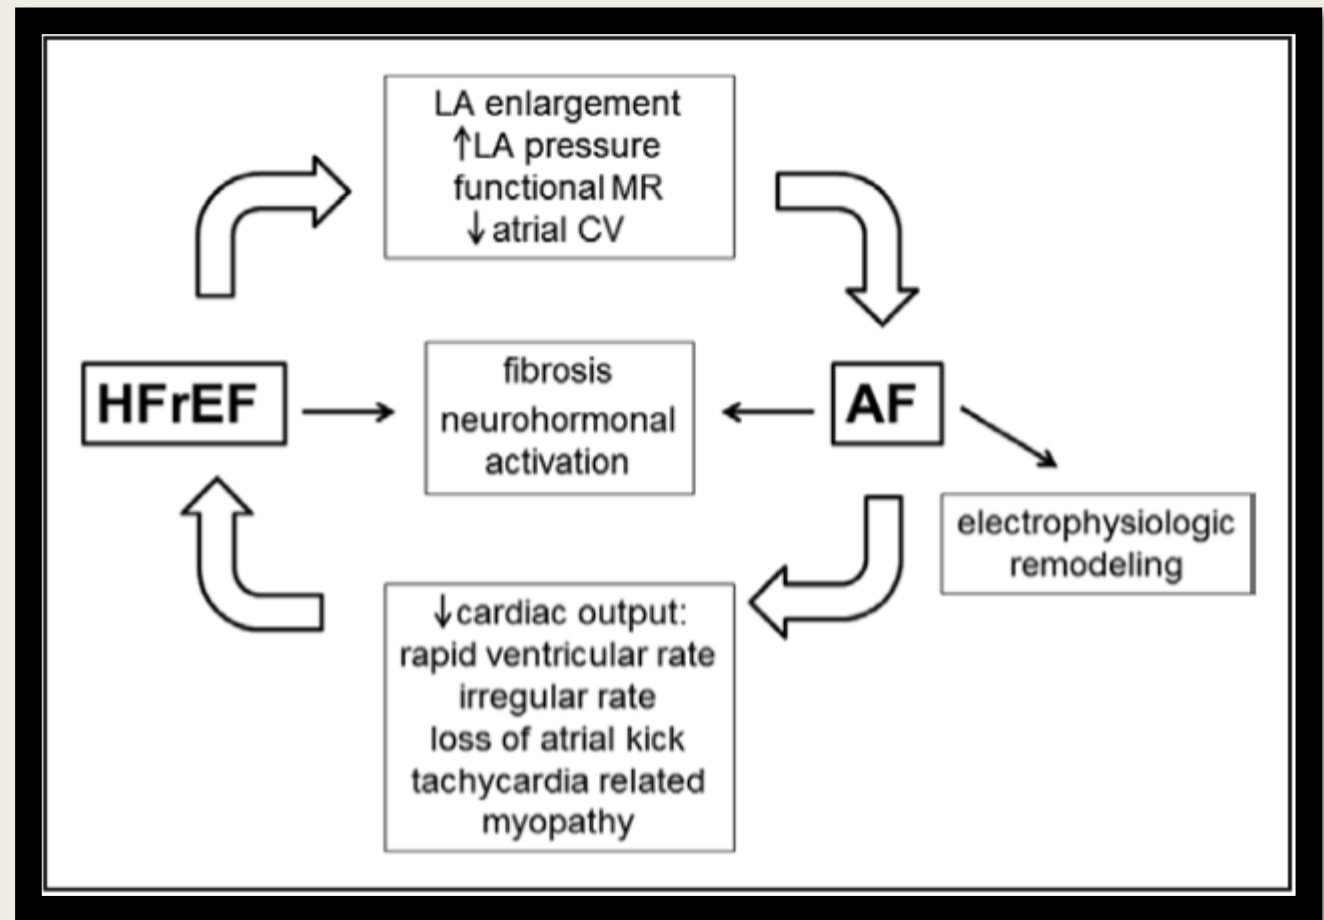 LA enlargement
↑LA pressure
functional MR
↓ atrial CV
HFrEF
fibrosis
neurohormonal
activation
AF
electrophysiologic
remodeling
↓cardiac output:
rapid ventricular rate
irregular rate
loss of atrial kick
tachycardia related
myopathy